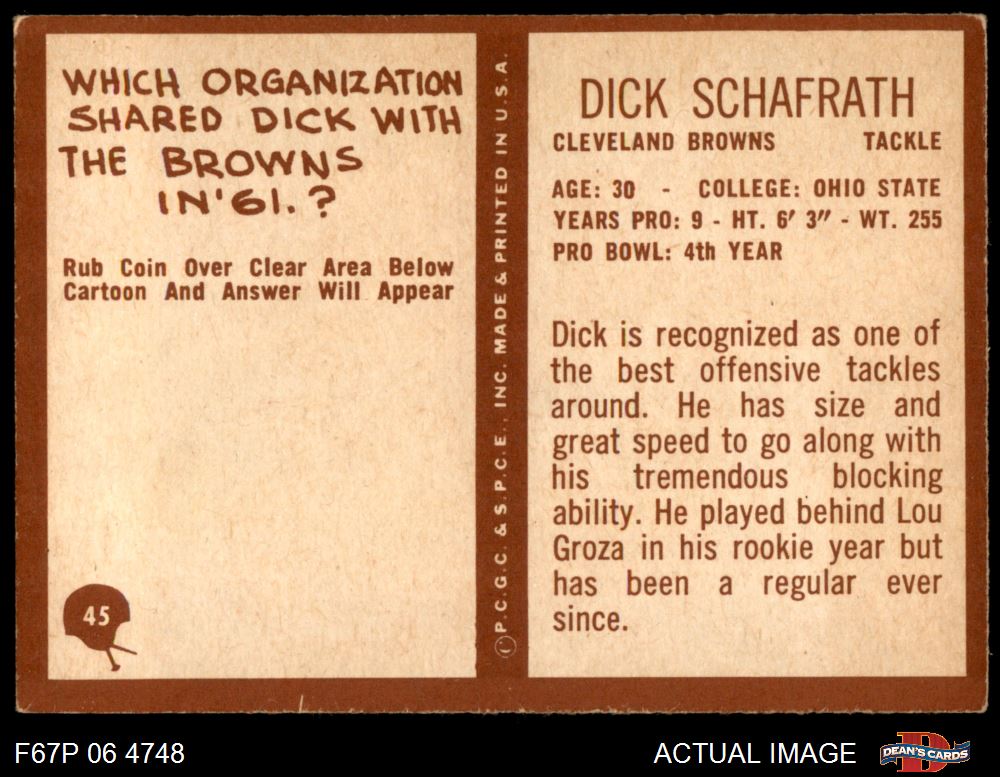 WHICH ORGANIZATION
SHARED DICK WITH
THE BROWNS
IN '61.?
Rub Coin Over Clear Area Below
Cartoon And Answer Will Appear
45
©P.C.G.C. & S.P.C.E., INC. MADE & PRINTED IN U.S.A.
DICK SCHAFRATH
CLEVELAND BROWNS TACKLE
AGE: 30 - COLLEGE: OHIO STATE
YEARS PRO: 9 - HT. 6' 3" - WT. 255
PRO BOWL: 4th YEAR
Dick is recognized as one of
the best offensive tackles
around. He has size and
great speed to go along with
his tremendous blocking
ability. He played behind Lou
Groza in his rookie year but
has been a regular ever
since.
F67P 06 4748
ACTUAL IMAGE
D
DEAN'S CARDS